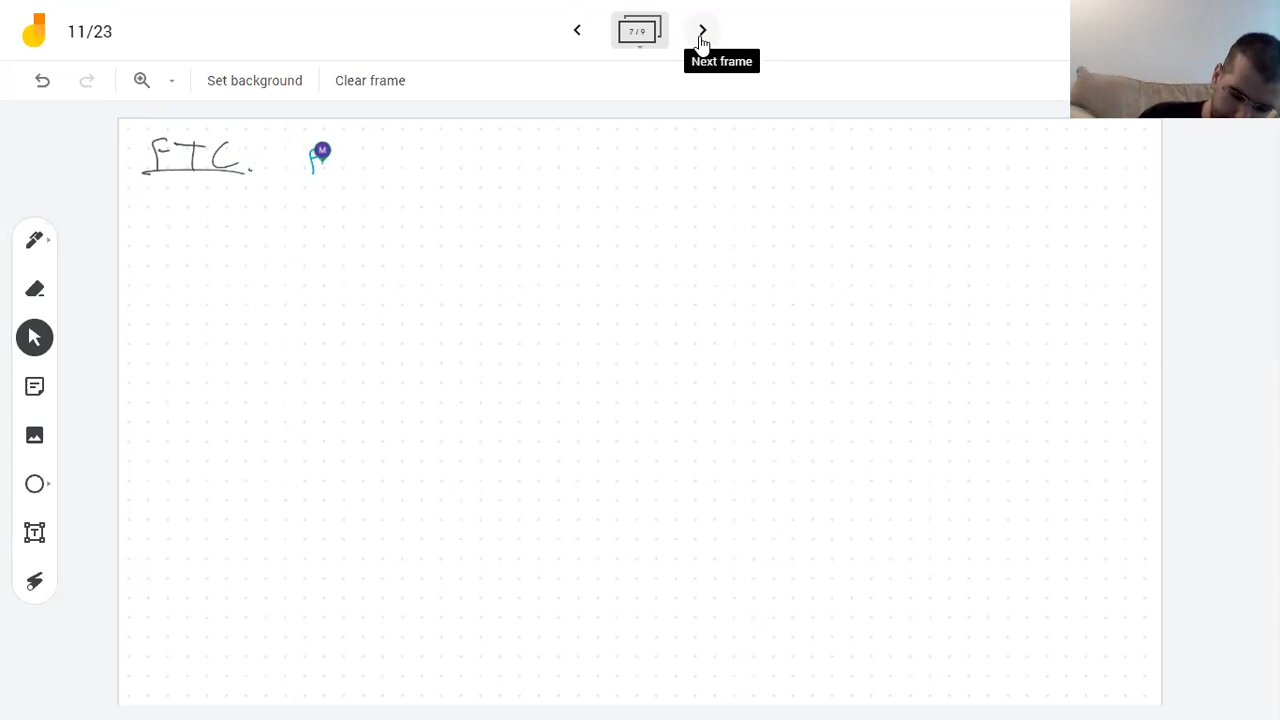 11/23
7 / 9
Next frame
Set background
Clear frame
FTC.
M
T